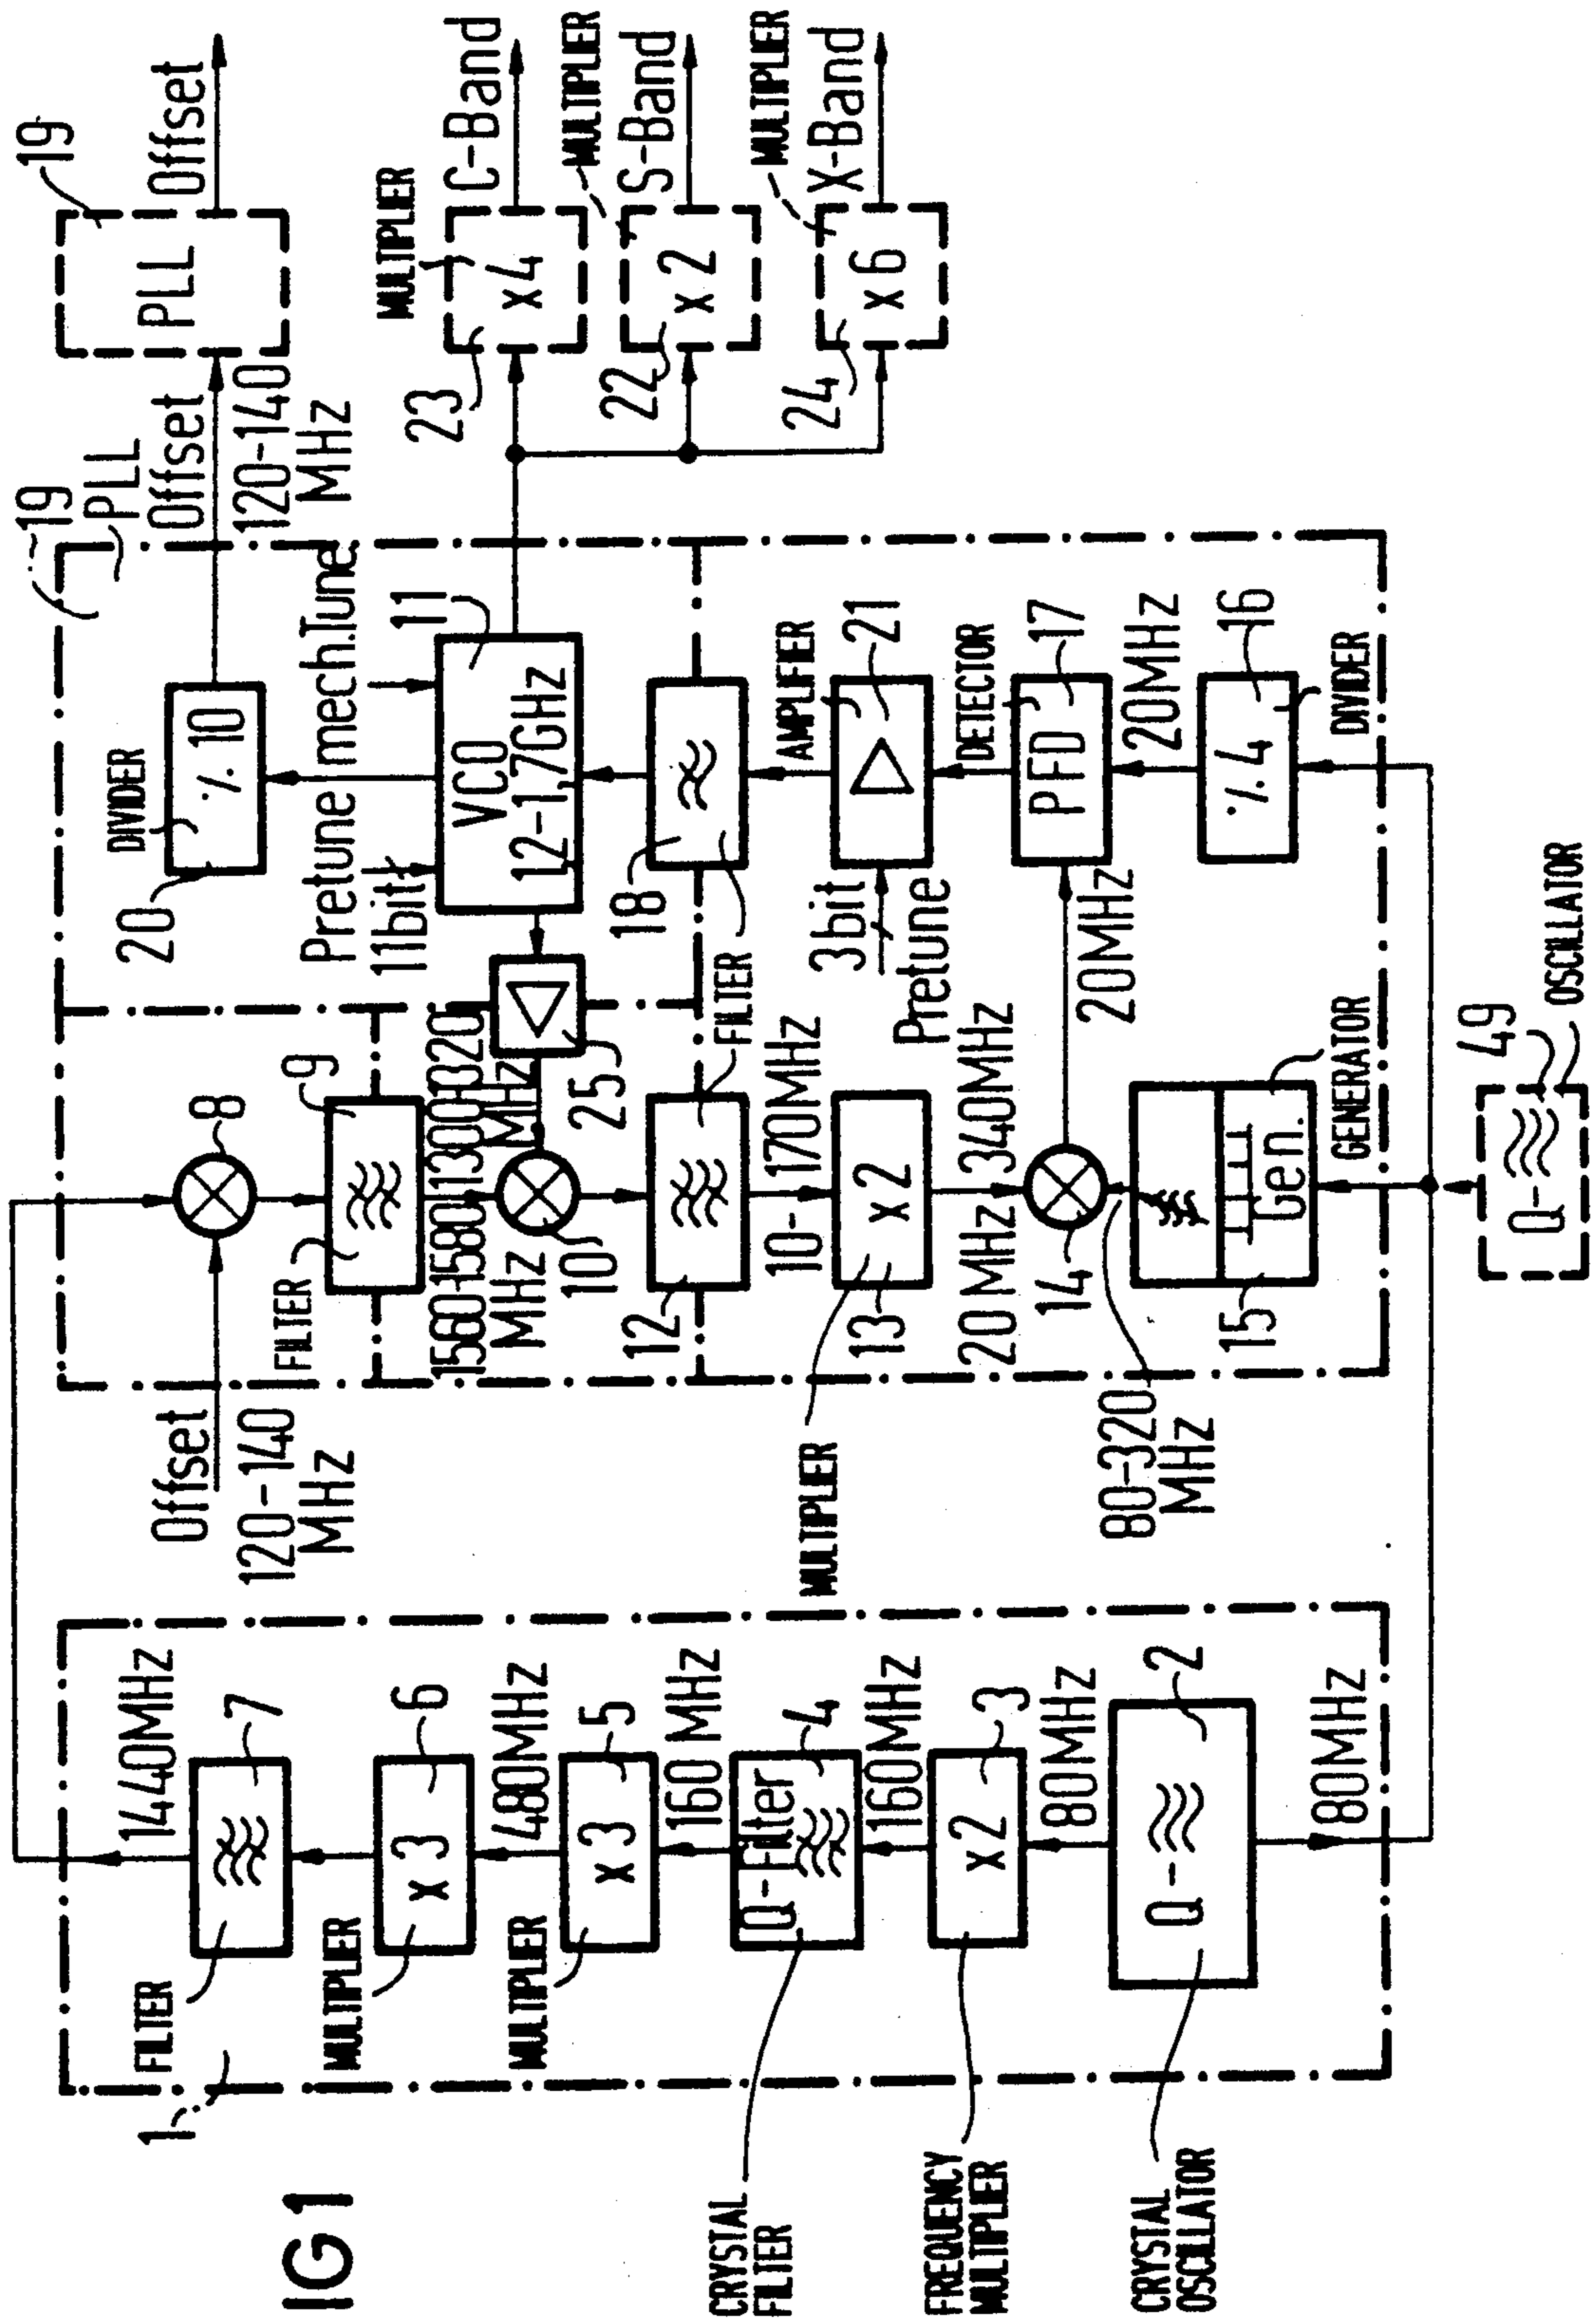 IG 1
1
FILTER
7
1440MHz
MULTIPLIER
x 3
6
480MHz
MULTIPLIER
x 3
5
160 MHz
CRYSTAL
FILTER
Q-Filter
4
160MHz
FREQUENCY
MULTIPLIER
x 2
3
80MHz
CRYSTAL
OSCILLATOR
Q-
2
80MHz
Offset
120-140
MHz
8
FILTER
9
1560-1580
MHz
1300-1320
MHz
10
25
12
FILTER
10-
170MHz
MULTIPLIER
x 2
13
20 MHz
340MHz
14
80-320
MHz
20MHz
Gen.
15
GENERATOR
Q-
49
OSCILLATOR
19
PLL
DIVIDER
% 10
20
Offset
120-140
MHz
Pretune
11bit
mech.Tune
VCO
12-1,7GHz
11
18
AMPLIFIER
21
3bit
Pretune
DETECTOR
PFD
17
20MHz
% 4
16
DIVIDER
PLL
19
Offset
MULTIPLIER
x 4
23
C-Band
MULTIPLIER
x 2
22
S-Band
MULTIPLIER
x 6
24
X-Band